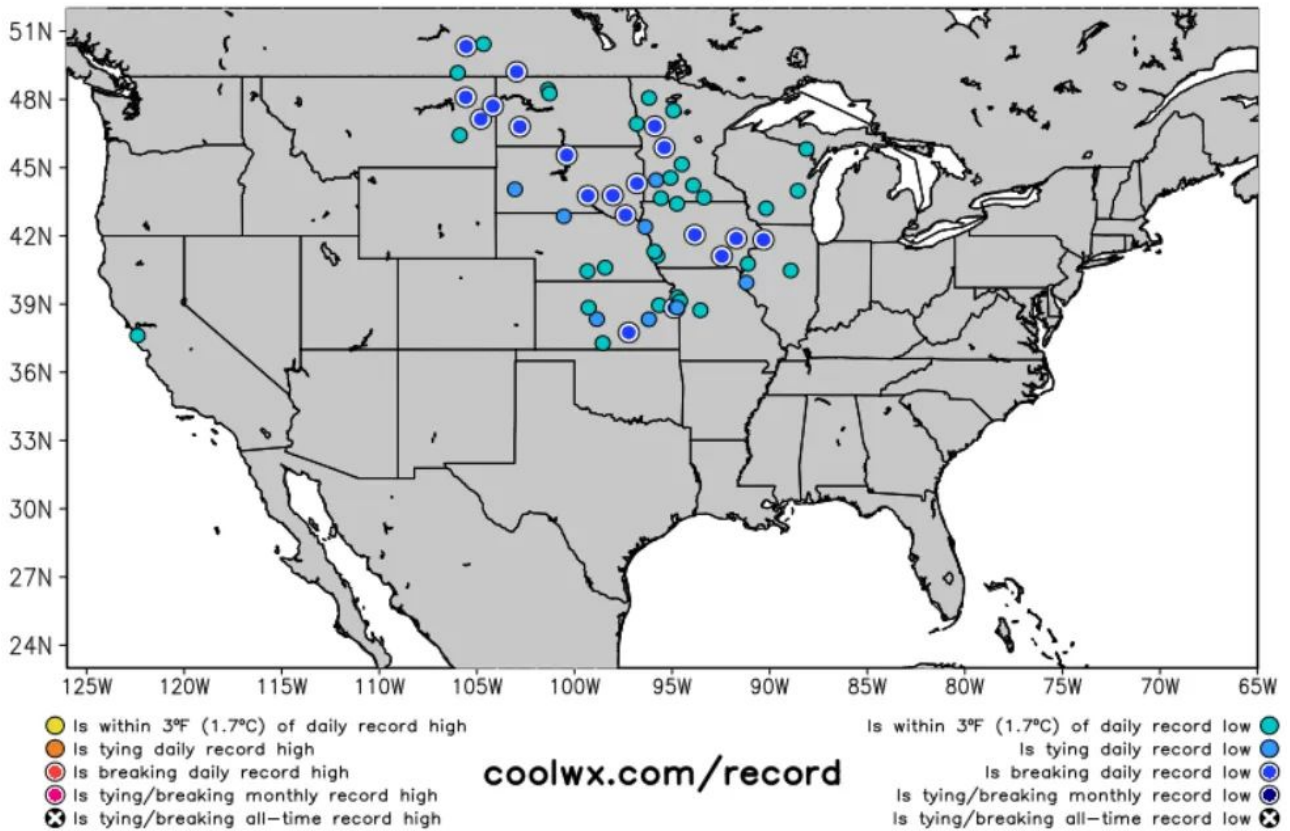 51N
48N
45N
42N
39N
36N
33N
30N
27N
24N
125W 120W 115W 110W 105W 100W 95W 90W 85W 80W 75W 70W 65W
Is within 3°F (1.7°C) of daily record high
Is tying daily record high
Is breaking daily record high
Is tying/breaking monthly record high
Is tying/breaking all-time record high
coolwx.com/record
Is within 3°F (1.7°C) of daily record low
Is tying daily record low
Is breaking daily record low
Is tying/breaking monthly record low
Is tying/breaking all-time record low